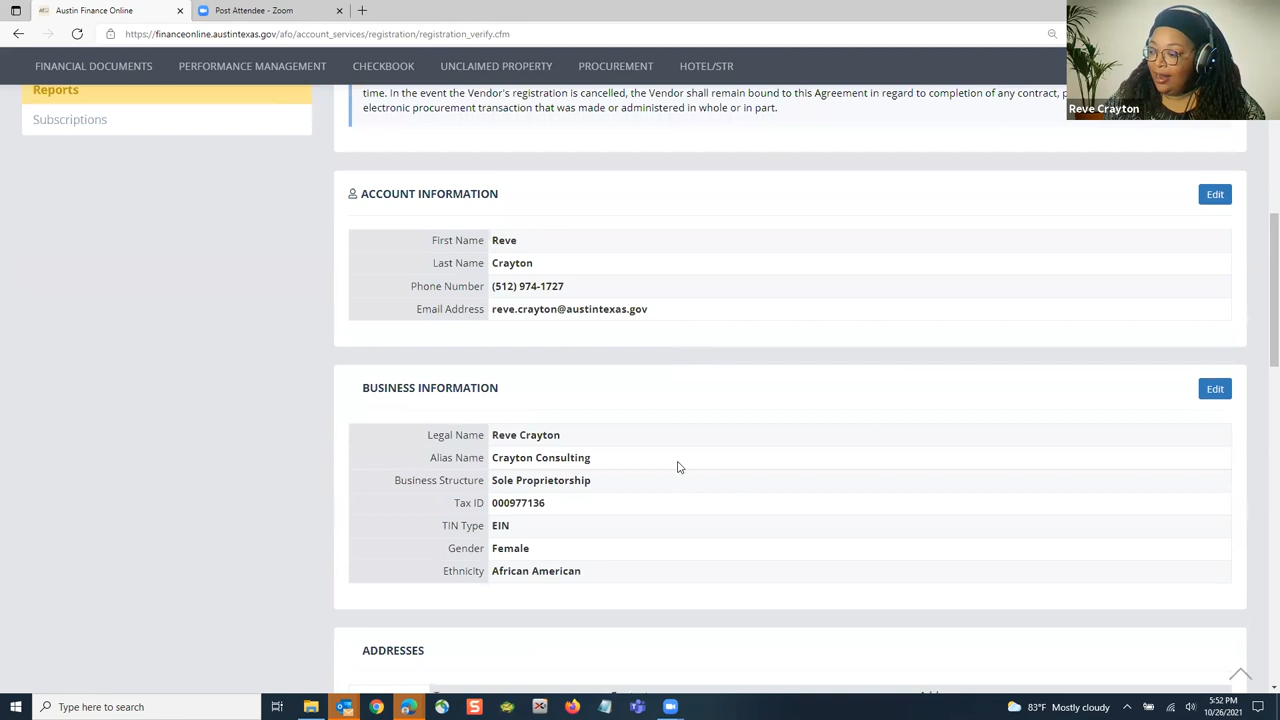 Austin Finance Online
Post Attendee - Zoom
https://financeonline.austintexas.gov/afo/account_services/registration/registration_verify.cfm
FINANCIAL DOCUMENTS PERFORMANCE MANAGEMENT CHECKBOOK UNCLAIMED PROPERTY PROCUREMENT HOTEL/STR
Reve Crayton
Reports
Subscriptions
time. In the event the Vendor's registration is cancelled, the Vendor shall remain bound to this Agreement in regard to completion of any contract,
electronic procurement transaction that was made or administered in whole or in part.
ACCOUNT INFORMATION Edit
First Name Reve
Last Name Crayton
Phone Number (512) 974-1727
Email Address reve.crayton@austintexas.gov
BUSINESS INFORMATION Edit
Legal Name Reve Crayton
Alias Name Crayton Consulting
Business Structure Sole Proprietorship
Tax ID 000977136
TIN Type EIN
Gender Female
Ethnicity African American
ADDRESSES
Type here to search
83°F Mostly cloudy
5:52 PM
10/26/2021